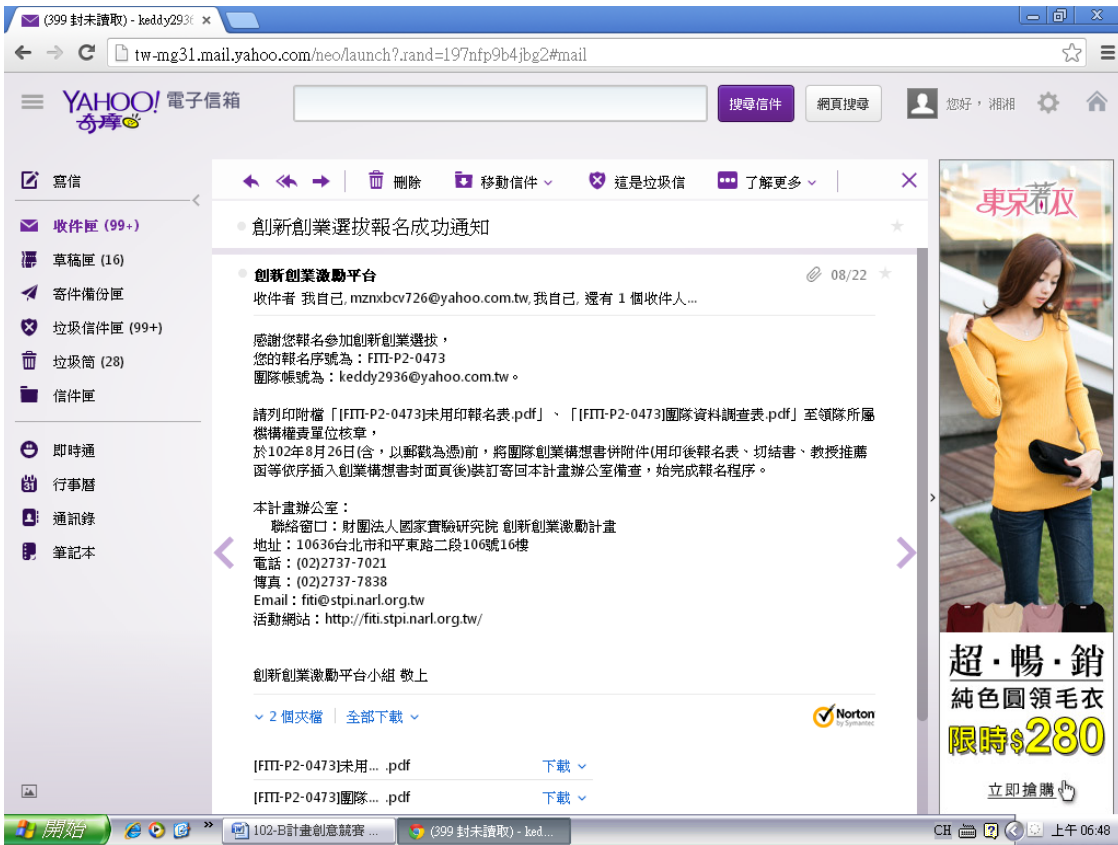 (399 封未讀取) - keddy2936
tw-mg31.mail.yahoo.com/neo/launch?.rand=197nfp9b4jbg2#mail
YAHOO! 電子信箱
奇摩
搜尋信件
網頁搜尋
您好，湘湘
寫信
收件匣 (99+)
草稿匣 (16)
寄件備份匣
垃圾信件匣 (99+)
垃圾筒 (28)
信件匣
即時通
31
行事曆
通訊錄
筆記本
刪除
移動信件
這是垃圾信
了解更多
創新創業選拔報名成功通知
創新創業激勵平台
08/22
收件者 我自己, mznxbcv726@yahoo.com.tw, 我自己, 還有 1 個收件人...
感謝您報名參加創新創業選拔，
您的報名序號為：FITI-P2-0473
團隊帳號為：keddy2936@yahoo.com.tw。
請列印附檔「[FITI-P2-0473]未用印報名表.pdf」、「[FITI-P2-0473]團隊資料調查表.pdf」至領隊所屬
機構權責單位核章，
於102年8月26日(含，以郵戳為憑)前，將團隊創業構想書併附件(用印後報名表、切結書、教授推薦
函等依序插入創業構想書封面頁後)裝訂寄回本計畫辦公室備查，始完成報名程序。
本計畫辦公室：
聯絡窗口：財團法人國家實驗研究院 創新創業激勵計畫
地址：10636台北市和平東路二段106號16樓
電話：(02)2737-7021
傳真：(02)2737-7838
Email：fiti@stpi.narl.org.tw
活動網站：http://fiti.stpi.narl.org.tw/
創新創業激勵平台小組 敬上
2 個夾檔
全部下載
Norton
by Symantec
[FITI-P2-0473]未用... .pdf
下載
[FITI-P2-0473]團隊... .pdf
下載
東京著衣
超・暢・銷
純色圓領毛衣
限時$280
立即搶購
開始
102-B計畫創意競賽 ...
(399 封未讀取) - ked...
CH
上午 06:48